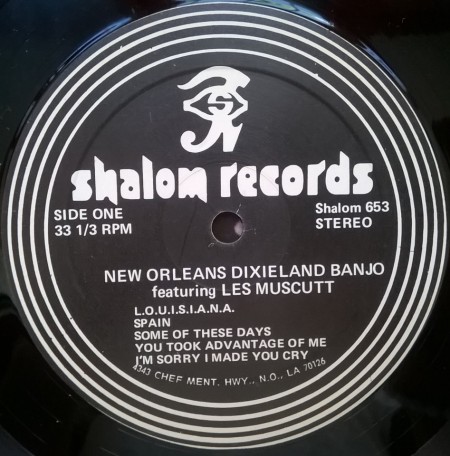 shalom records
SIDE ONE
33 1/3 RPM
Shalom 653
STEREO
NEW ORLEANS DIXIELAND BANJO
featuring LES MUSCUTT
L.O.U.I.S.I.A.N.A.
SPAIN
SOME OF THESE DAYS
YOU TOOK ADVANTAGE OF ME
I'M SORRY I MADE YOU CRY
4343 CHEF MENT. HWY., N.O., LA 70126